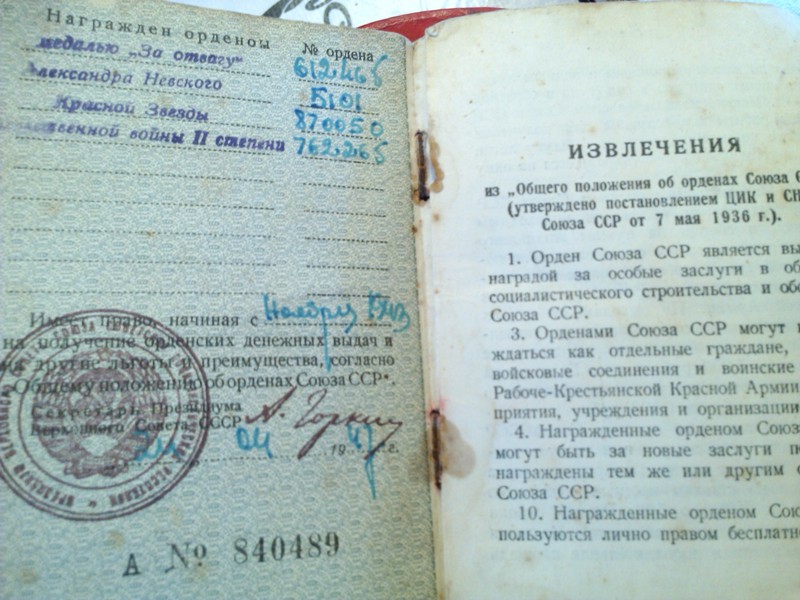 Награжден орденом № ордена
медалью „За отвагу“ 612465
Александра Невского 5101
Красной Звезды 870050
Отечественной войны II степени 762265
Имеет право, начиная с Ноября 1943
на получение орденских денежных выдач и
на другие льготы и преимущества, согласно
„Общему положению об орденах Союза ССР“.
Секретарь Президиума
Верховного Совета СССР А. Горкин
24 04 1947 г.
А № 840489
ИЗВЛЕЧЕНИЯ
из „Общего положения об орденах Союза
(утверждено постановлением ЦИК и СН
Союза ССР от 7 мая 1936 г.).
1. Орден Союза ССР является вы
наградой за особые заслуги в об
социалистического строительства и обо
Союза ССР.
3. Орденами Союза ССР могут
ждаться как отдельные граждане,
войсковые соединения и воинские
Рабоче-Крестьянской Красной Армии
приятия, учреждения и организации
4. Награжденные орденом Союз
могут быть за новые заслуги п
награждены тем же или другим о
Союза ССР.
10. Награжденные орденом Сою
пользуются лично правом бесплатн